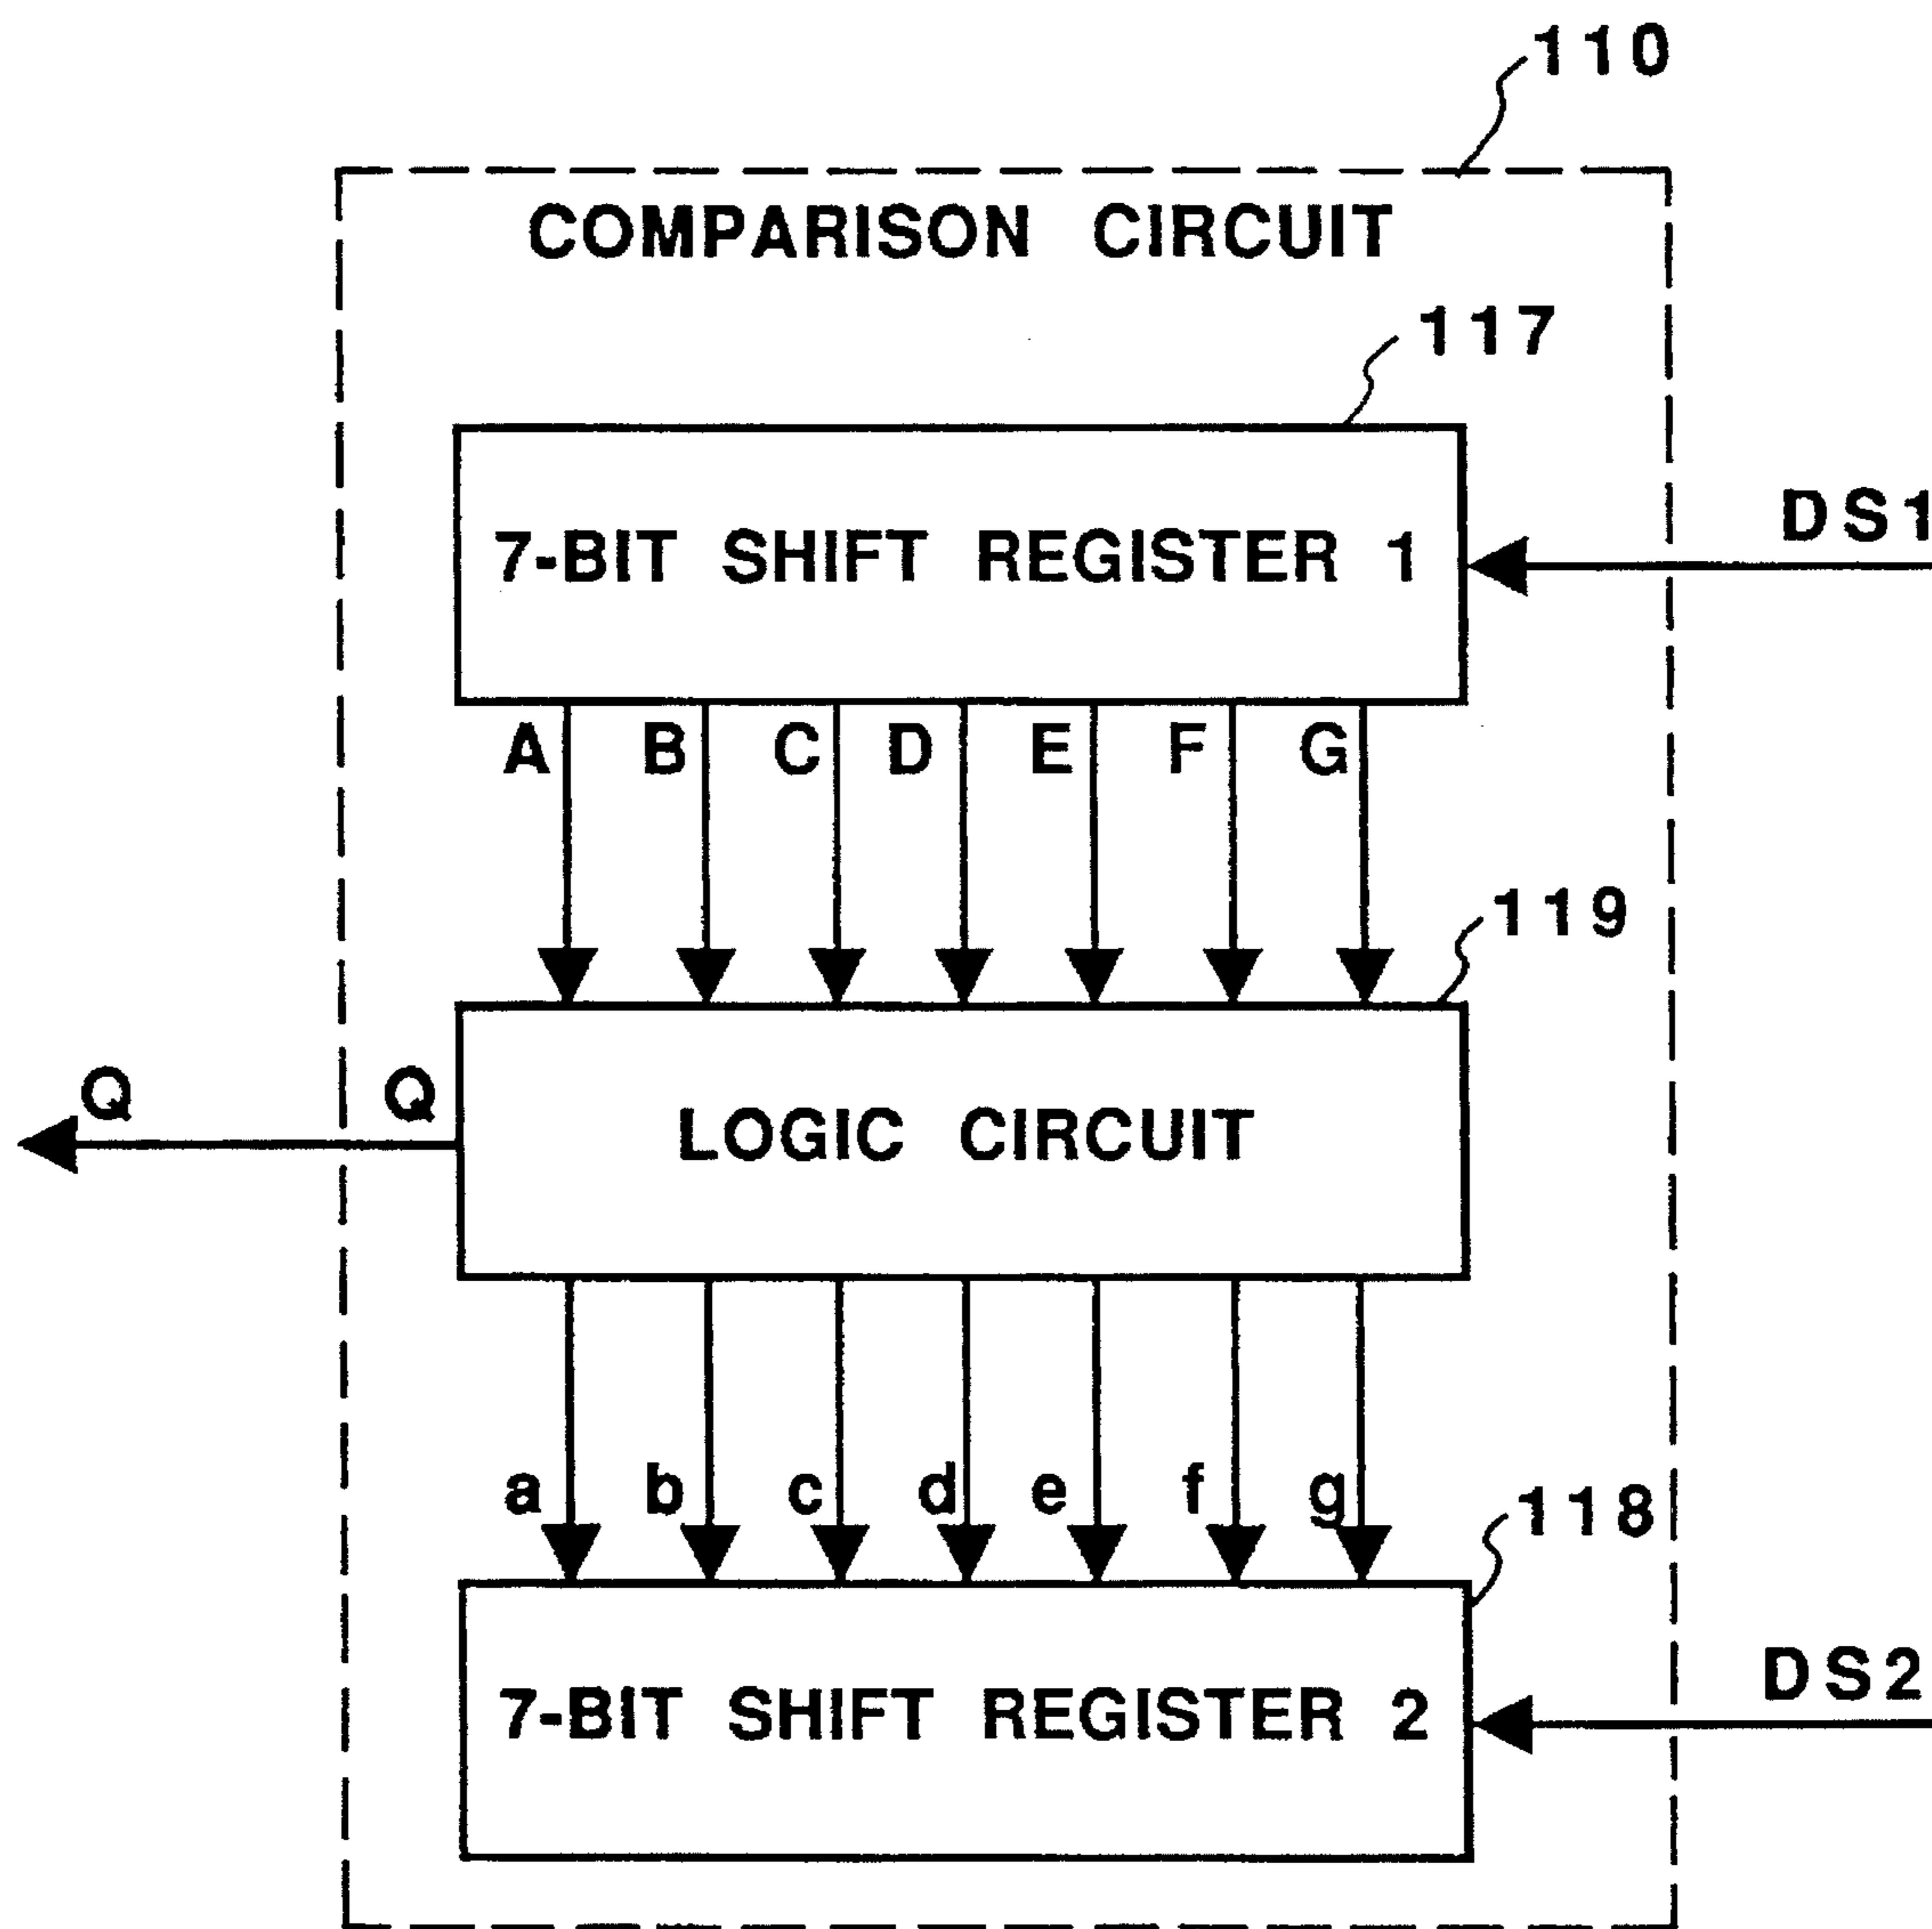 110
COMPARISON CIRCUIT
117
7-BIT SHIFT REGISTER 1
DS1
A B C D E F G
119
Q Q
LOGIC CIRCUIT
a b c d e f g
118
7-BIT SHIFT REGISTER 2
DS2